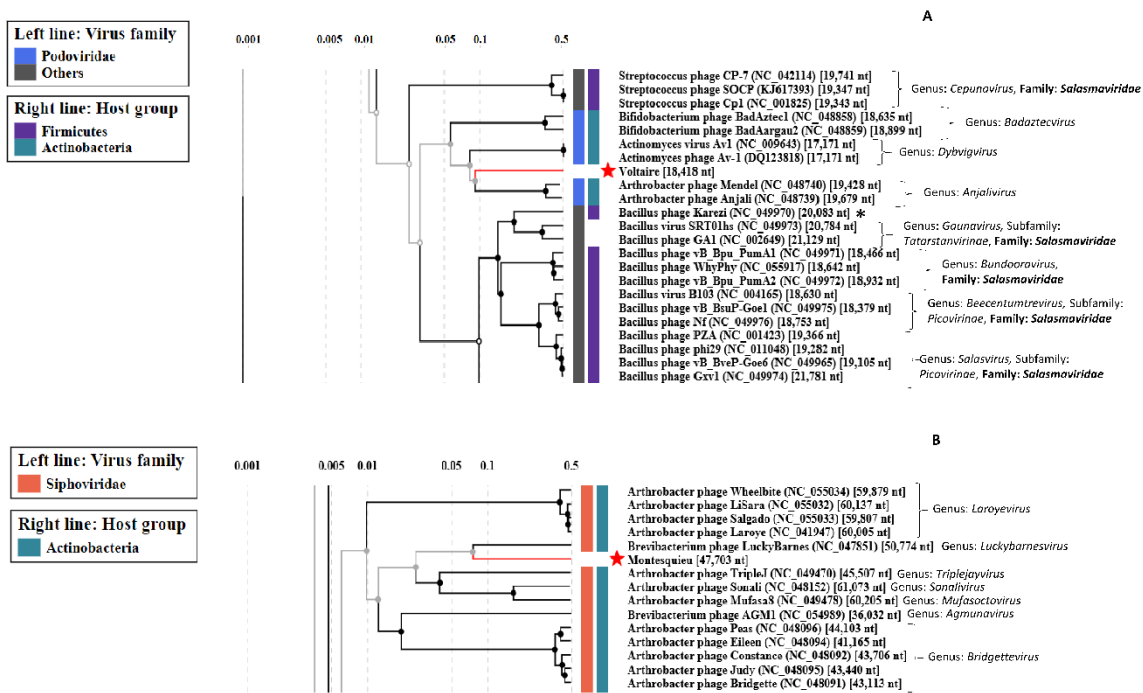 A
Left line: Virus family
Podoviridae
Others
Right line: Host group
Firmicutes
Actinobacteria
0.001 0.005 0.01 0.05 0.1 0.5
Streptococcus phage CP-7 (NC_042114) [19,741 nt]
Streptococcus phage SOCP (KJ617393) [19,347 nt]
Streptococcus phage Cp1 (NC_001825) [19,343 nt]
Genus: Cepunavirus, Family: Salasmaviridae
Bifidobacterium phage BadAztec1 (NC_048858) [18,635 nt]
Bifidobacterium phage BadAargau2 (NC_048859) [18,899 nt]
Genus: Badaztecvirus
Actinomyces virus Av1 (NC_009643) [17,171 nt]
Actinomyces phage Av-1 (DQ123818) [17,171 nt]
Genus: Dybvigvirus
Voltaire [18,418 nt]
Arthrobacter phage Mendel (NC_048740) [19,428 nt]
Arthrobacter phage Anjali (NC_048739) [19,679 nt]
Genus: Anjalivirus
Bacillus phage Karezi (NC_049970) [20,083 nt] *
Bacillus virus SRT01hs (NC_049973) [20,784 nt]
Bacillus phage GA1 (NC_002649) [21,129 nt]
Genus: Gaunavirus, Subfamily:
Tatarstanvirinae, Family: Salasmaviridae
Bacillus phage vB_Bpu_PumA1 (NC_049971) [18,466 nt]
Bacillus phage WhyPhy (NC_055917) [18,642 nt]
Bacillus phage vB_Bpu_PumA2 (NC_049972) [18,932 nt]
Genus: Bundooravirus,
Family: Salasmaviridae
Bacillus virus B103 (NC_004165) [18,630 nt]
Bacillus phage vB_BsuP-Goe1 (NC_049975) [18,379 nt]
Bacillus phage Nf (NC_049976) [18,753 nt]
Genus: Beecentumtrevirus, Subfamily:
Picovirinae, Family: Salasmaviridae
Bacillus phage PZA (NC_001423) [19,366 nt]
Bacillus phage phi29 (NC_011048) [19,282 nt]
Bacillus phage vB_BveP-Goe6 (NC_049965) [19,105 nt]
Bacillus phage Gxv1 (NC_049974) [21,781 nt]
Genus: Salasvirus, Subfamily:
Picovirinae, Family: Salasmaviridae
B
Left line: Virus family
Siphoviridae
Right line: Host group
Actinobacteria
0.001 0.005 0.01 0.05 0.1 0.5
Arthrobacter phage Wheelbite (NC_055034) [59,879 nt]
Arthrobacter phage LiSara (NC_055032) [60,137 nt]
Arthrobacter phage Salgado (NC_055033) [59,807 nt]
Arthrobacter phage Laroye (NC_041947) [60,005 nt]
Genus: Laroyevirus
Brevibacterium phage LuckyBarnes (NC_047851) [50,774 nt] Genus: Luckybarnesvirus
Montesquieu [47,703 nt]
Arthrobacter phage TripleJ (NC_049470) [45,507 nt] Genus: Triplejayvirus
Arthrobacter phage Sonali (NC_048152) [61,073 nt] Genus: Sonalivirus
Arthrobacter phage Mufasa8 (NC_049478) [60,205 nt] Genus: Mufasoctovirus
Brevibacterium phage AGM1 (NC_054989) [36,032 nt] Genus: Agmunavirus
Arthrobacter phage Peas (NC_048096) [44,103 nt]
Arthrobacter phage Eileen (NC_048094) [41,165 nt]
Arthrobacter phage Constance (NC_048092) [43,706 nt]
Arthrobacter phage Judy (NC_048095) [43,440 nt]
Arthrobacter phage Bridgette (NC_048091) [43,113 nt]
Genus: Bridgettevirus